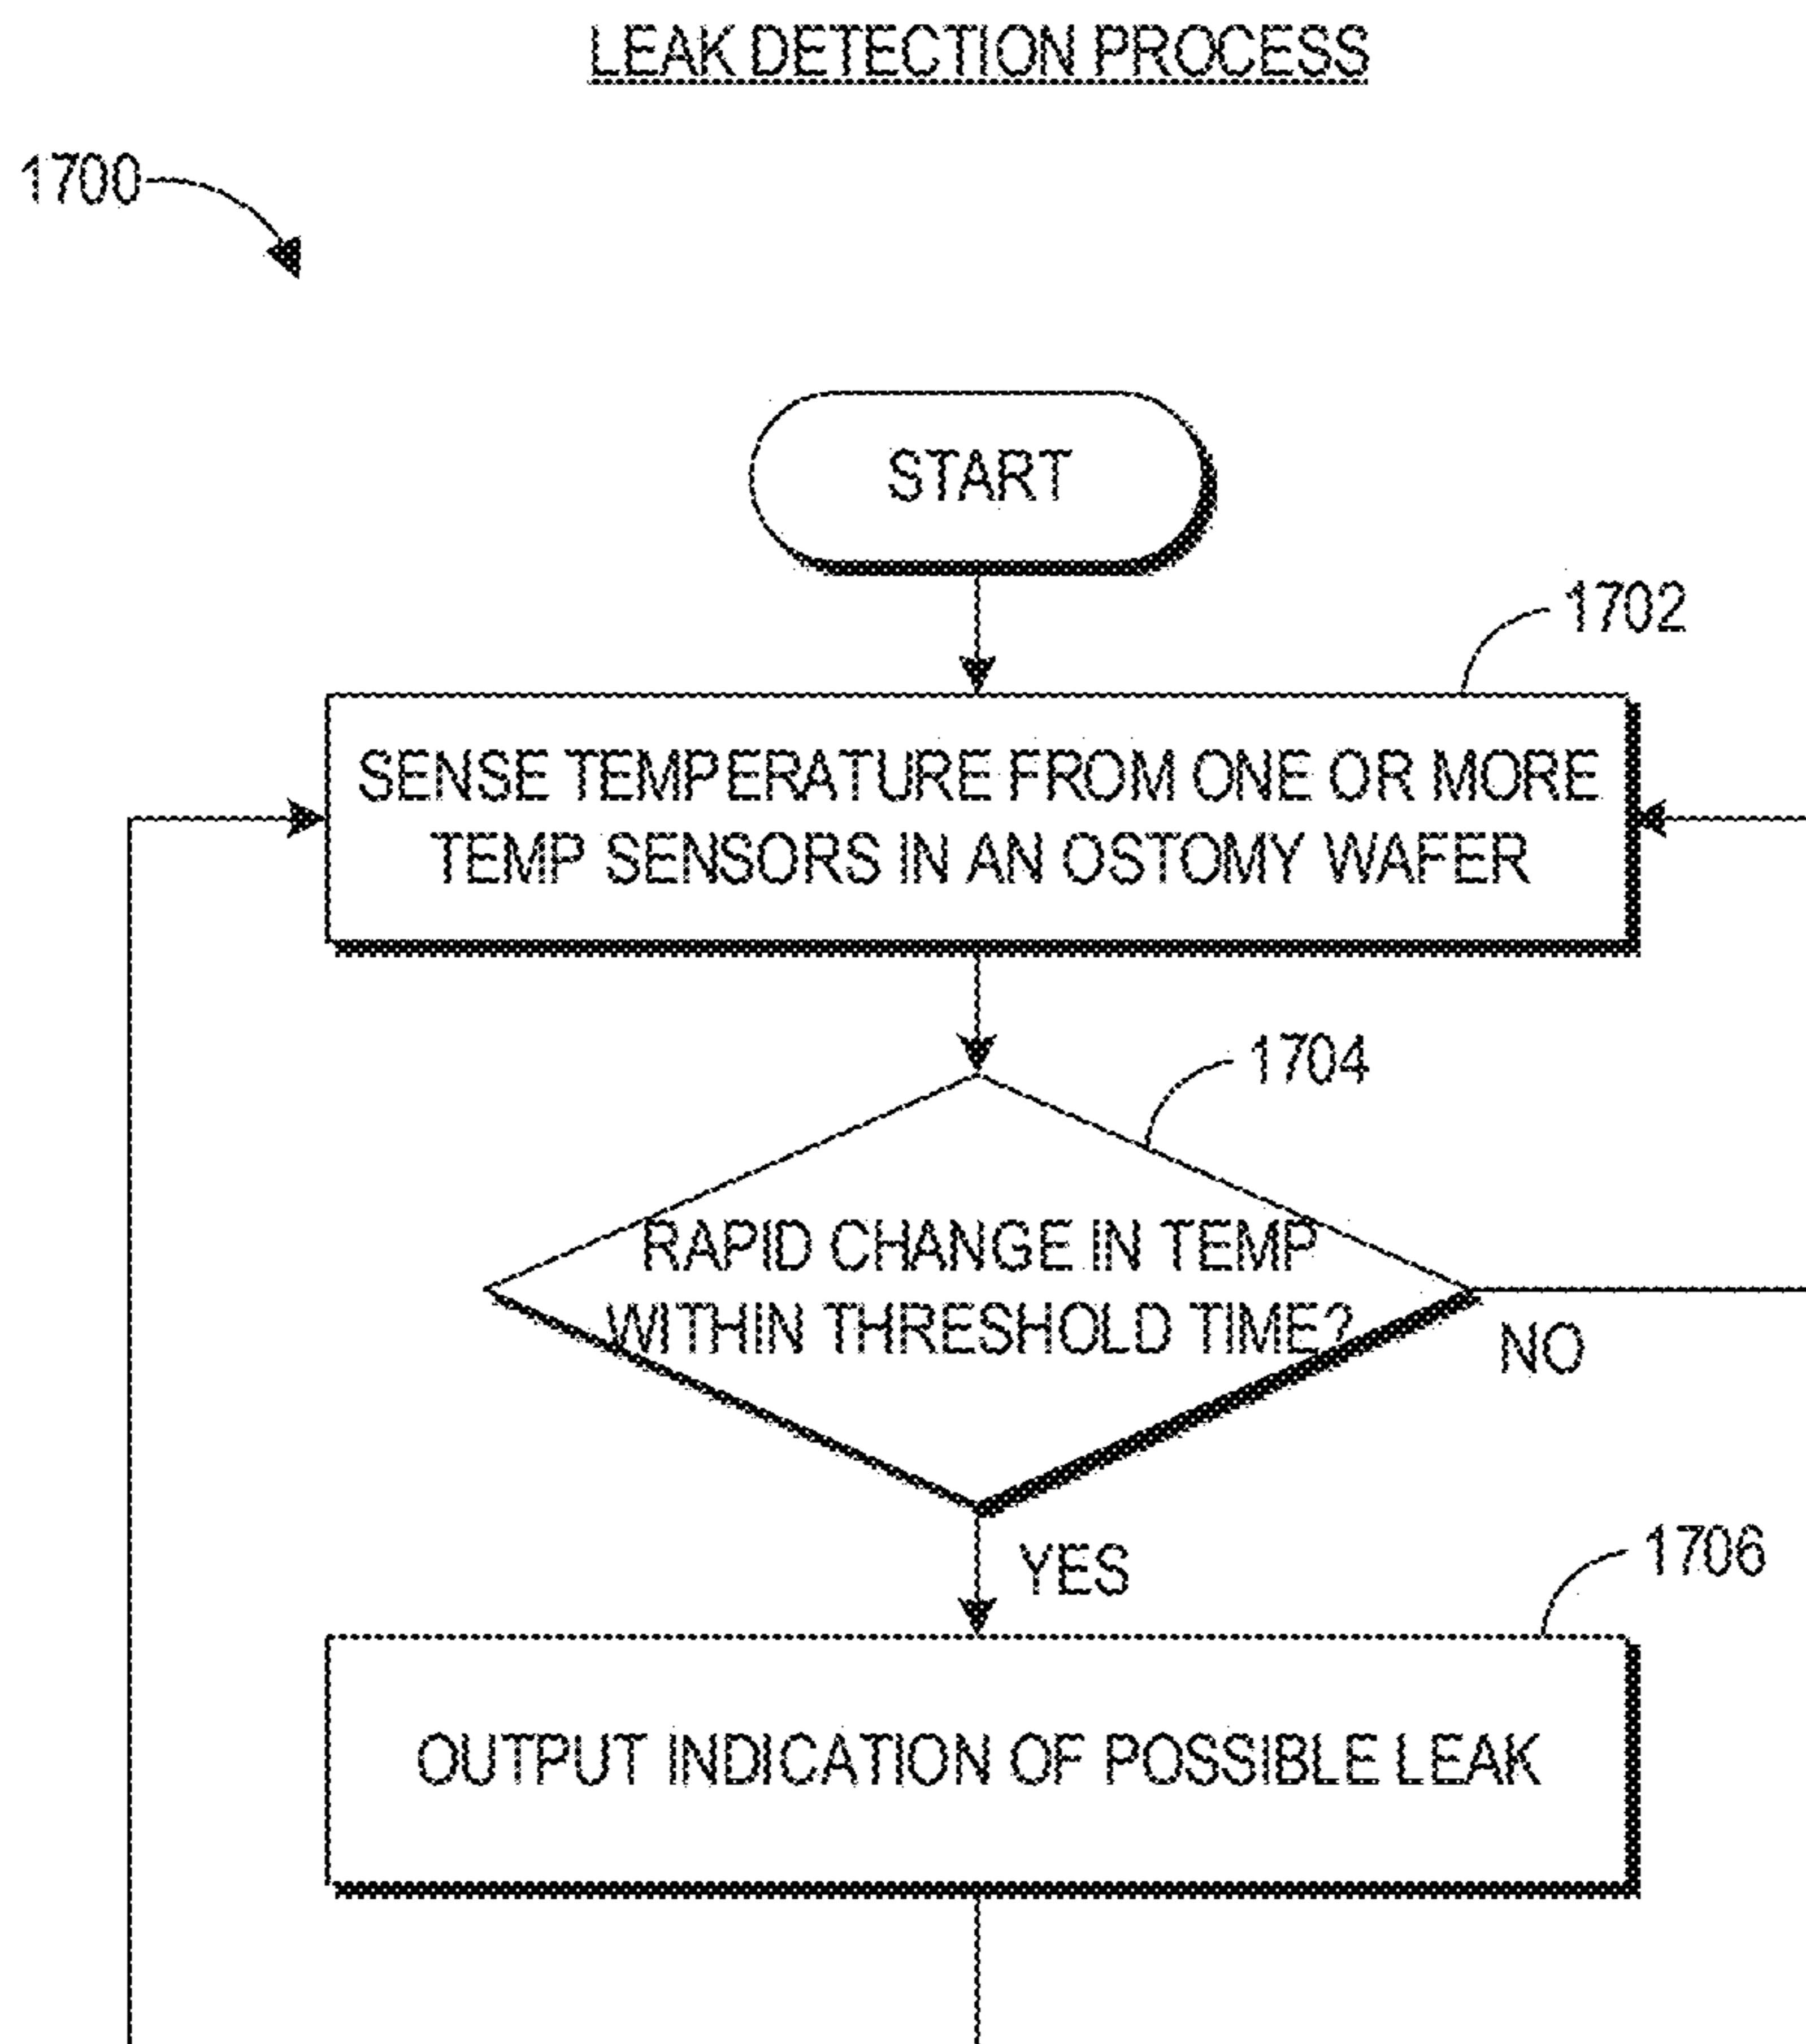 LEAK DETECTION PROCESS
1700
START
1702
SENSE TEMPERATURE FROM ONE OR MORE
TEMP SENSORS IN AN OSTOMY WAFER
1704
RAPID CHANGE IN TEMP
WITHIN THRESHOLD TIME?
NO
YES
1706
OUTPUT INDICATION OF POSSIBLE LEAK